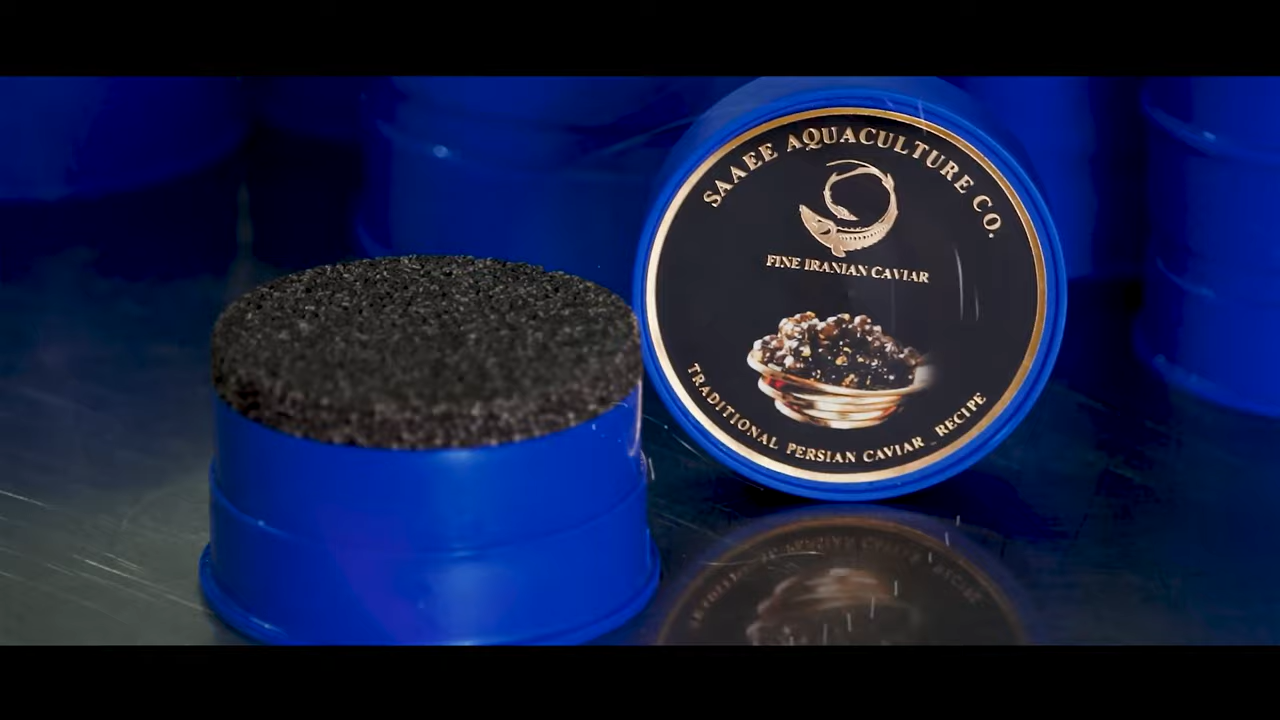 SAAEE AQUACULTURE CO.
FINE IRANIAN CAVIAR
TRADITIONAL PERSIAN CAVIAR _ RECIPE